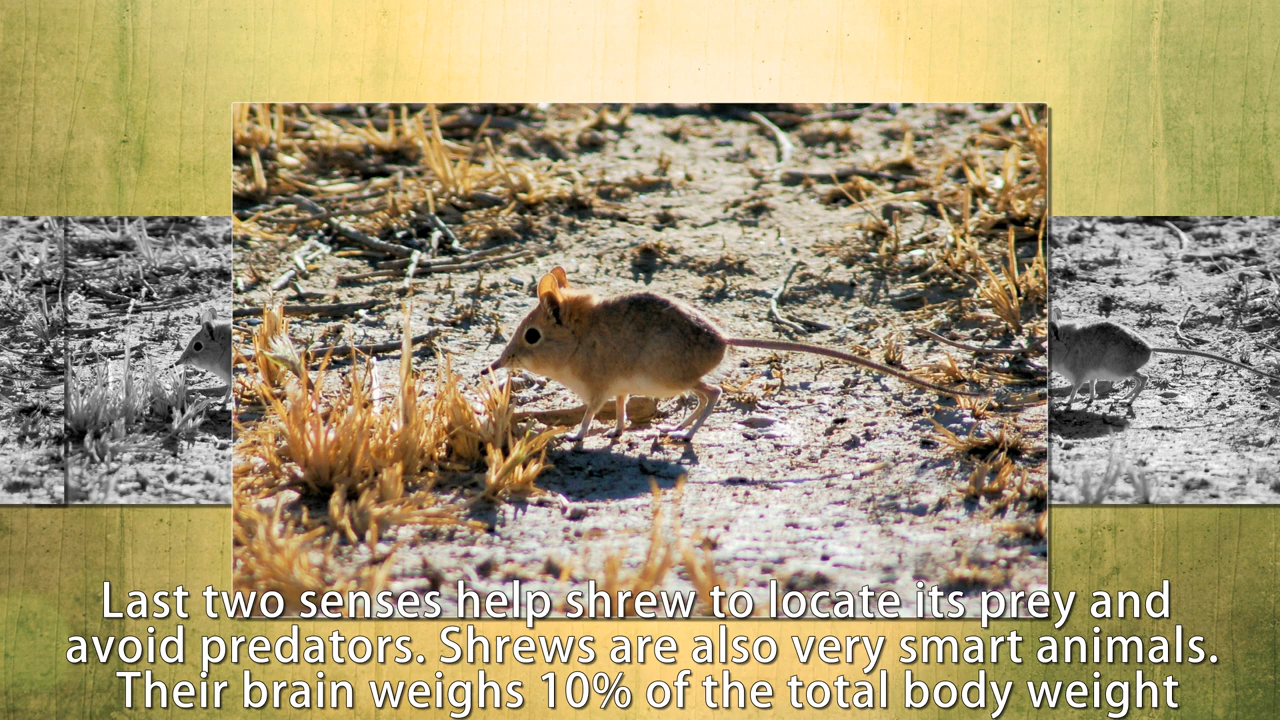 Last two senses help shrew to locate its prey and
avoid predators. Shrews are also very smart animals.
Their brain weighs 10% of the total body weight